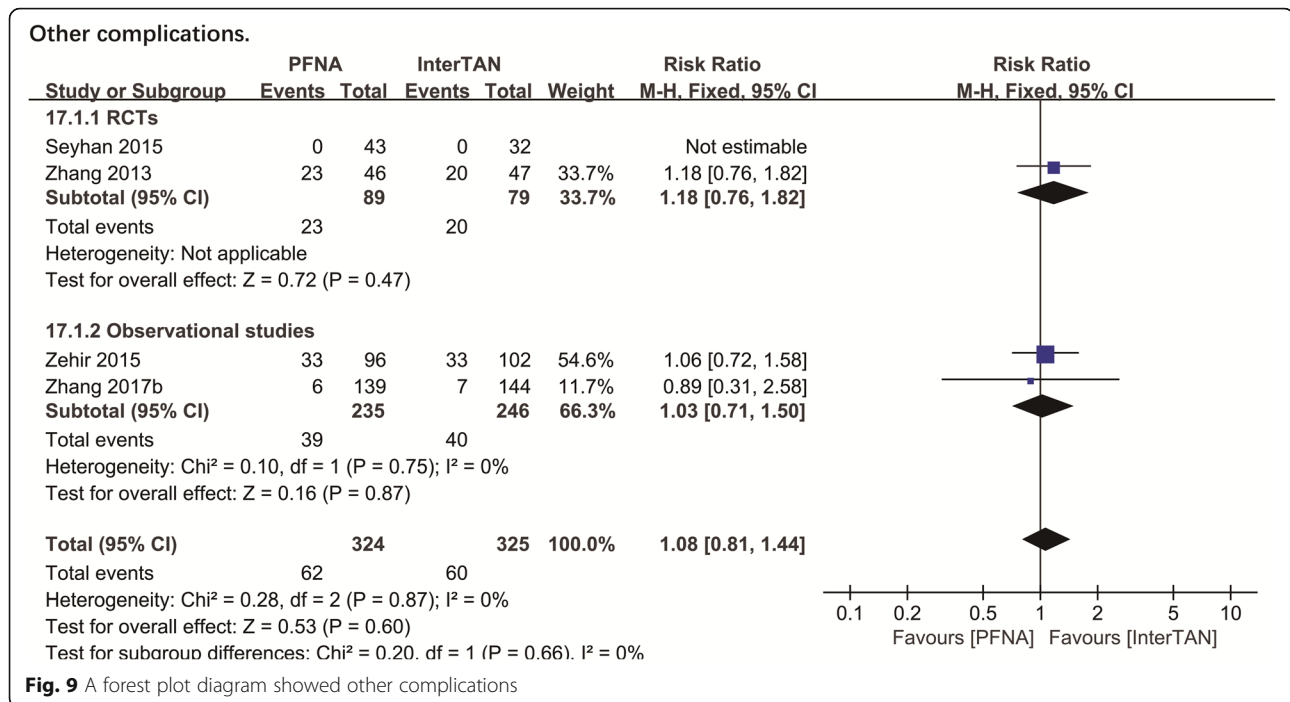 Other complications.
PFNA InterTAN Risk Ratio Risk Ratio
Study or Subgroup Events Total Events Total Weight M-H, Fixed, 95% CI M-H, Fixed, 95% CI
17.1.1 RCTs
Seyhan 2015 0 43 0 32 Not estimable
Zhang 2013 23 46 20 47 33.7% 1.18 [0.76, 1.82]
Subtotal (95% CI) 89 79 33.7% 1.18 [0.76, 1.82]
Total events 23 20
Heterogeneity: Not applicable
Test for overall effect: Z = 0.72 (P = 0.47)
17.1.2 Observational studies
Zehir 2015 33 96 33 102 54.6% 1.06 [0.72, 1.58]
Zhang 2017b 6 139 7 144 11.7% 0.89 [0.31, 2.58]
Subtotal (95% CI) 235 246 66.3% 1.03 [0.71, 1.50]
Total events 39 40
Heterogeneity: Chi² = 0.10, df = 1 (P = 0.75); I² = 0%
Test for overall effect: Z = 0.16 (P = 0.87)
Total (95% CI) 324 325 100.0% 1.08 [0.81, 1.44]
Total events 62 60
Heterogeneity: Chi² = 0.28, df = 2 (P = 0.87); I² = 0%
Test for overall effect: Z = 0.53 (P = 0.60)
Test for subgroup differences: Chi² = 0.20, df = 1 (P = 0.66), I² = 0%
0.1 0.2 0.5 1 2 5 10
Favours [PFNA] Favours [InterTAN]
Fig. 9 A forest plot diagram showed other complications